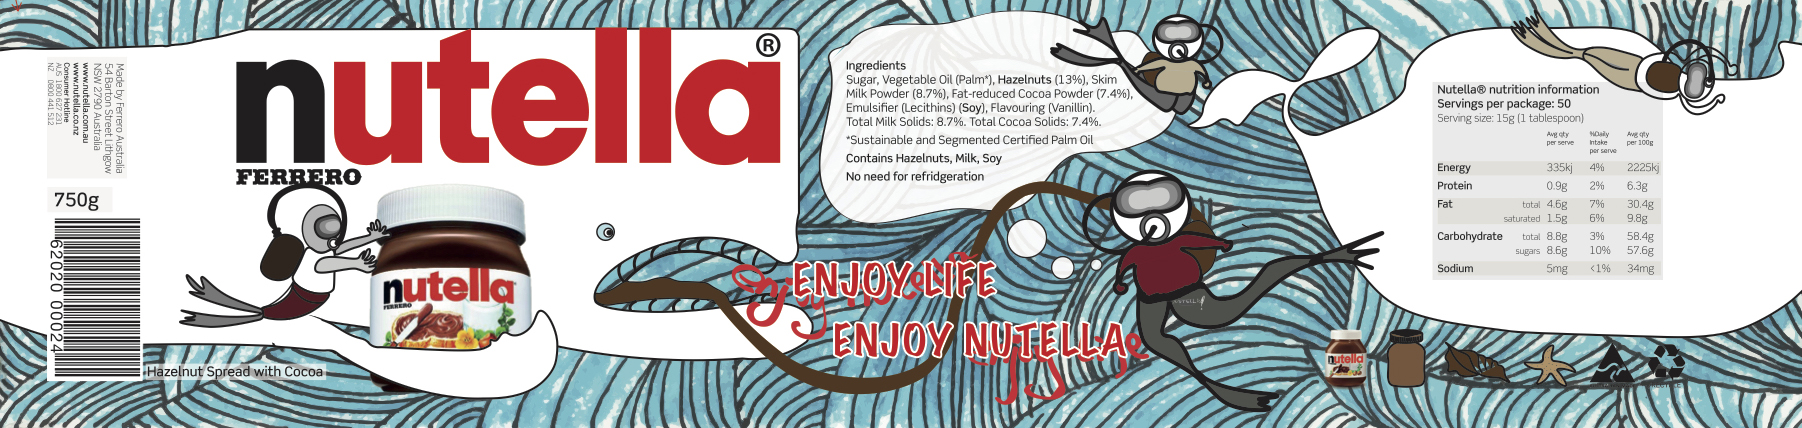 Made by Ferrero Australia
54 Barton Street Lithgow
NSW 2790 Australia
www.nutella.com.au
www.nutella.co.nz
Consumer Hotline
AUS 1800 627 231
NZ 0800 441 512
750g
620202 00024
nutella®
FERRERO
nutella
FERRERO
Hazelnut Spread with Cocoa
Ingredients
Sugar, Vegetable Oil (Palm*), Hazelnuts (13%), Skim
Milk Powder (8.7%), Fat-reduced Cocoa Powder (7.4%),
Emulsifier (Lecithins) (Soy), Flavouring (Vanillin).
Total Milk Solids: 8.7%. Total Cocoa Solids: 7.4%.
*Sustainable and Segmented Certified Palm Oil
Contains Hazelnuts, Milk, Soy
No need for refridgeration
ENJOY LIFE
ENJOY NUTELLA
Nutella® nutrition information
Servings per package: 50
Serving size: 15g (1 tablespoon)
Avg qty per serve %Daily Intake per serve Avg qty per 100g
Energy 335kj 4% 2225kj
Protein 0.9g 2% 6.3g
Fat total 4.6g 7% 30.4g
saturated 1.5g 6% 9.8g
Carbohydrate total 8.8g 3% 58.4g
sugars 8.6g 10% 57.6g
Sodium 5mg <1% 34mg
nutella